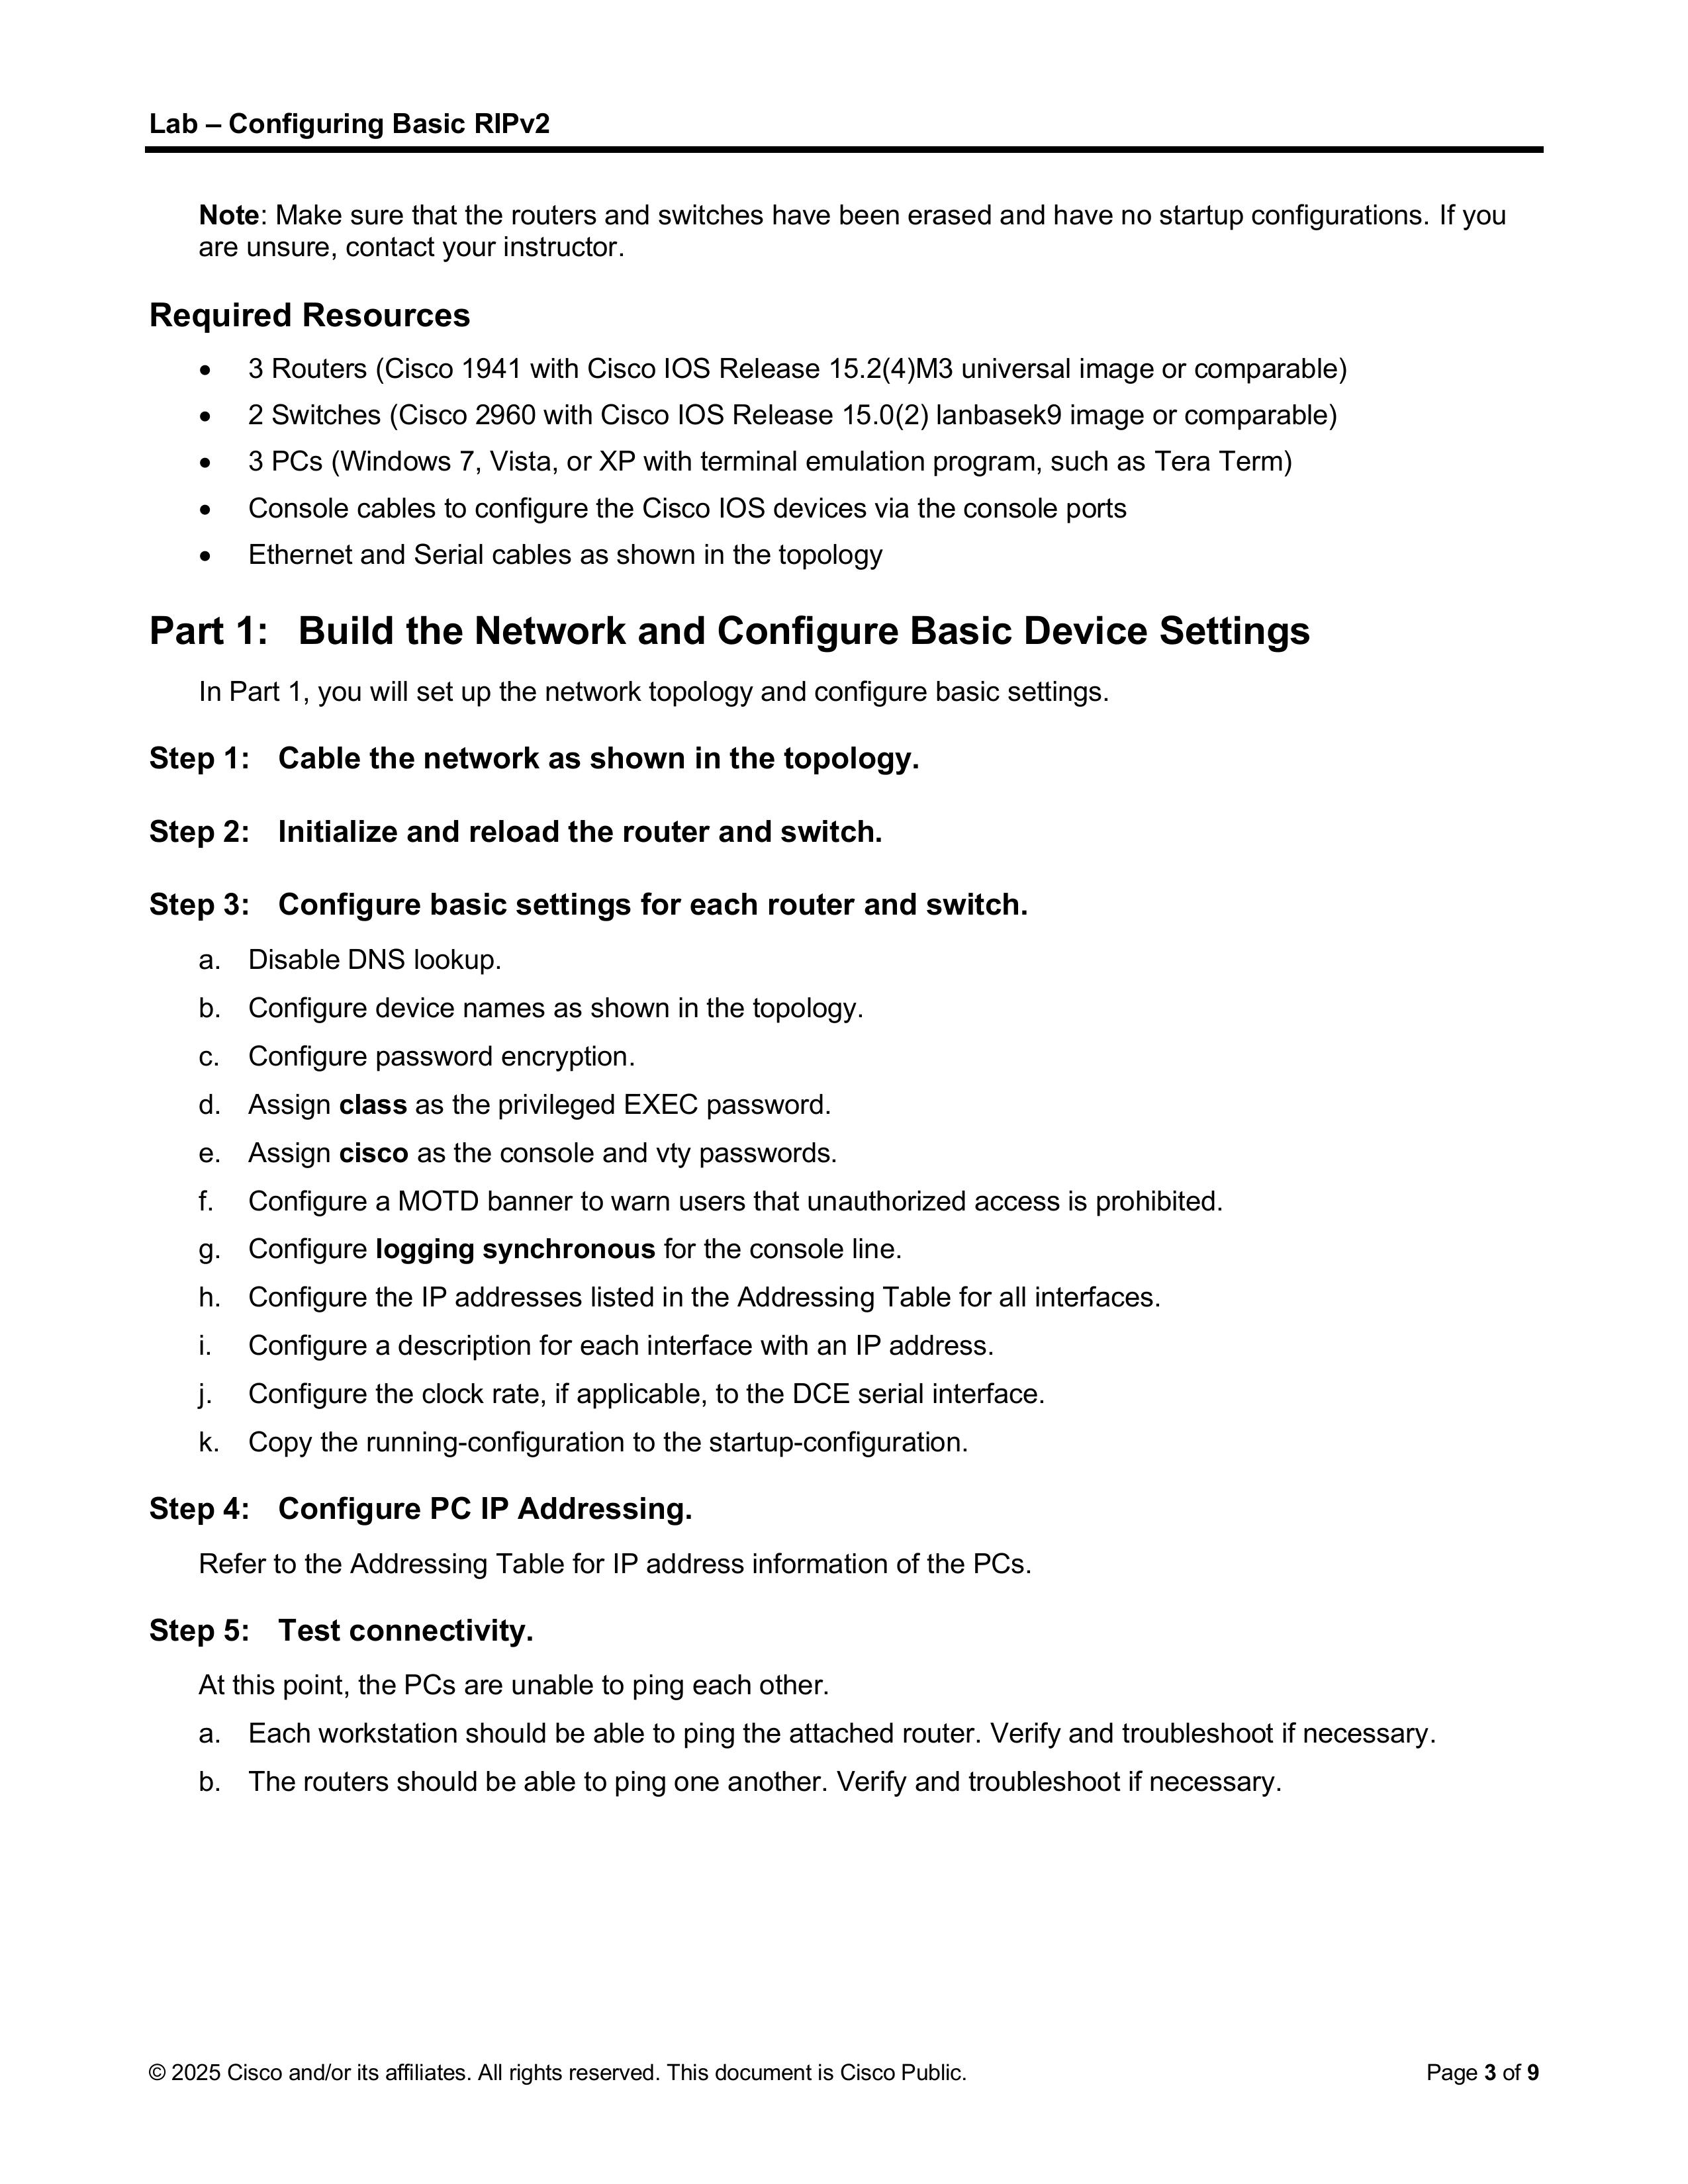 Lab – Configuring Basic RIPv2
Note: Make sure that the routers and switches have been erased and have no startup configurations. If you
are unsure, contact your instructor.
Required Resources
• 3 Routers (Cisco 1941 with Cisco IOS Release 15.2(4)M3 universal image or comparable)
• 2 Switches (Cisco 2960 with Cisco IOS Release 15.0(2) lanbasek9 image or comparable)
• 3 PCs (Windows 7, Vista, or XP with terminal emulation program, such as Tera Term)
• Console cables to configure the Cisco IOS devices via the console ports
• Ethernet and Serial cables as shown in the topology
Part 1: Build the Network and Configure Basic Device Settings
In Part 1, you will set up the network topology and configure basic settings.
Step 1: Cable the network as shown in the topology.
Step 2: Initialize and reload the router and switch.
Step 3: Configure basic settings for each router and switch.
a. Disable DNS lookup.
b. Configure device names as shown in the topology.
c. Configure password encryption.
d. Assign class as the privileged EXEC password.
e. Assign cisco as the console and vty passwords.
f. Configure a MOTD banner to warn users that unauthorized access is prohibited.
g. Configure logging synchronous for the console line.
h. Configure the IP addresses listed in the Addressing Table for all interfaces.
i. Configure a description for each interface with an IP address.
j. Configure the clock rate, if applicable, to the DCE serial interface.
k. Copy the running-configuration to the startup-configuration.
Step 4: Configure PC IP Addressing.
Refer to the Addressing Table for IP address information of the PCs.
Step 5: Test connectivity.
At this point, the PCs are unable to ping each other.
a. Each workstation should be able to ping the attached router. Verify and troubleshoot if necessary.
b. The routers should be able to ping one another. Verify and troubleshoot if necessary.
© 2025 Cisco and/or its affiliates. All rights reserved. This document is Cisco Public. Page 3 of 9